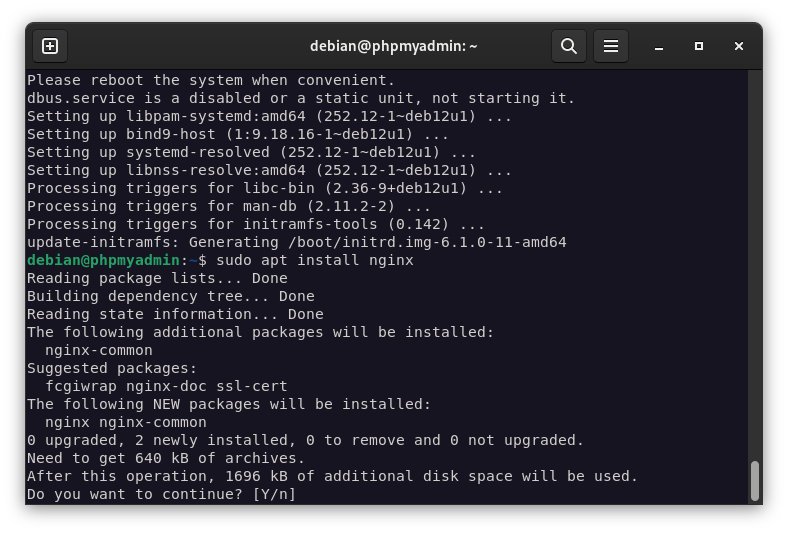 debian@phpmyadmin: ~
Please reboot the system when convenient.
dbus.service is a disabled or a static unit, not starting it.
Setting up libpam-systemd:amd64 (252.12-1~deb12u1) ...
Setting up bind9-host (1:9.18.16-1~deb12u1) ...
Setting up systemd-resolved (252.12-1~deb12u1) ...
Setting up libnss-resolve:amd64 (252.12-1~deb12u1) ...
Processing triggers for libc-bin (2.36-9+deb12u1) ...
Processing triggers for man-db (2.11.2-2) ...
Processing triggers for initramfs-tools (0.142) ...
update-initramfs: Generating /boot/initrd.img-6.1.0-11-amd64
debian@phpmyadmin:~$ sudo apt install nginx
Reading package lists... Done
Building dependency tree... Done
Reading state information... Done
The following additional packages will be installed:
  nginx-common
Suggested packages:
  fcgiwrap nginx-doc ssl-cert
The following NEW packages will be installed:
  nginx nginx-common
0 upgraded, 2 newly installed, 0 to remove and 0 not upgraded.
Need to get 640 kB of archives.
After this operation, 1696 kB of additional disk space will be used.
Do you want to continue? [Y/n]